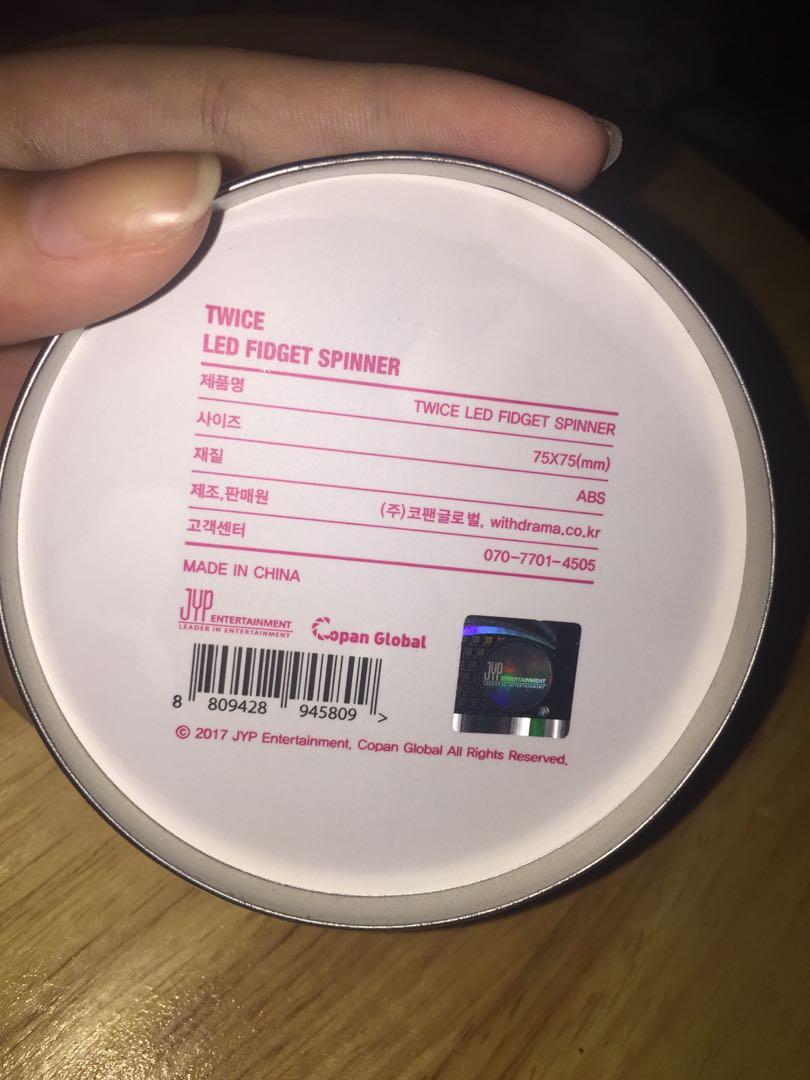 TWICE
LED FIDGET SPINNER
제품명 TWICE LED FIDGET SPINNER
사이즈 75X75(mm)
재질 ABS
제조,판매원 (주)코팬글로벌, withdrama.co.kr
고객센터 070-7701-4505
MADE IN CHINA
JYP ENTERTAINMENT
LEADER IN ENTERTAINMENT
Copan Global
JYP ENTERTAINMENT
LEADER IN ENTERTAINMENT
8 809428 945809 >
© 2017 JYP Entertainment. Copan Global All Rights Reserved.